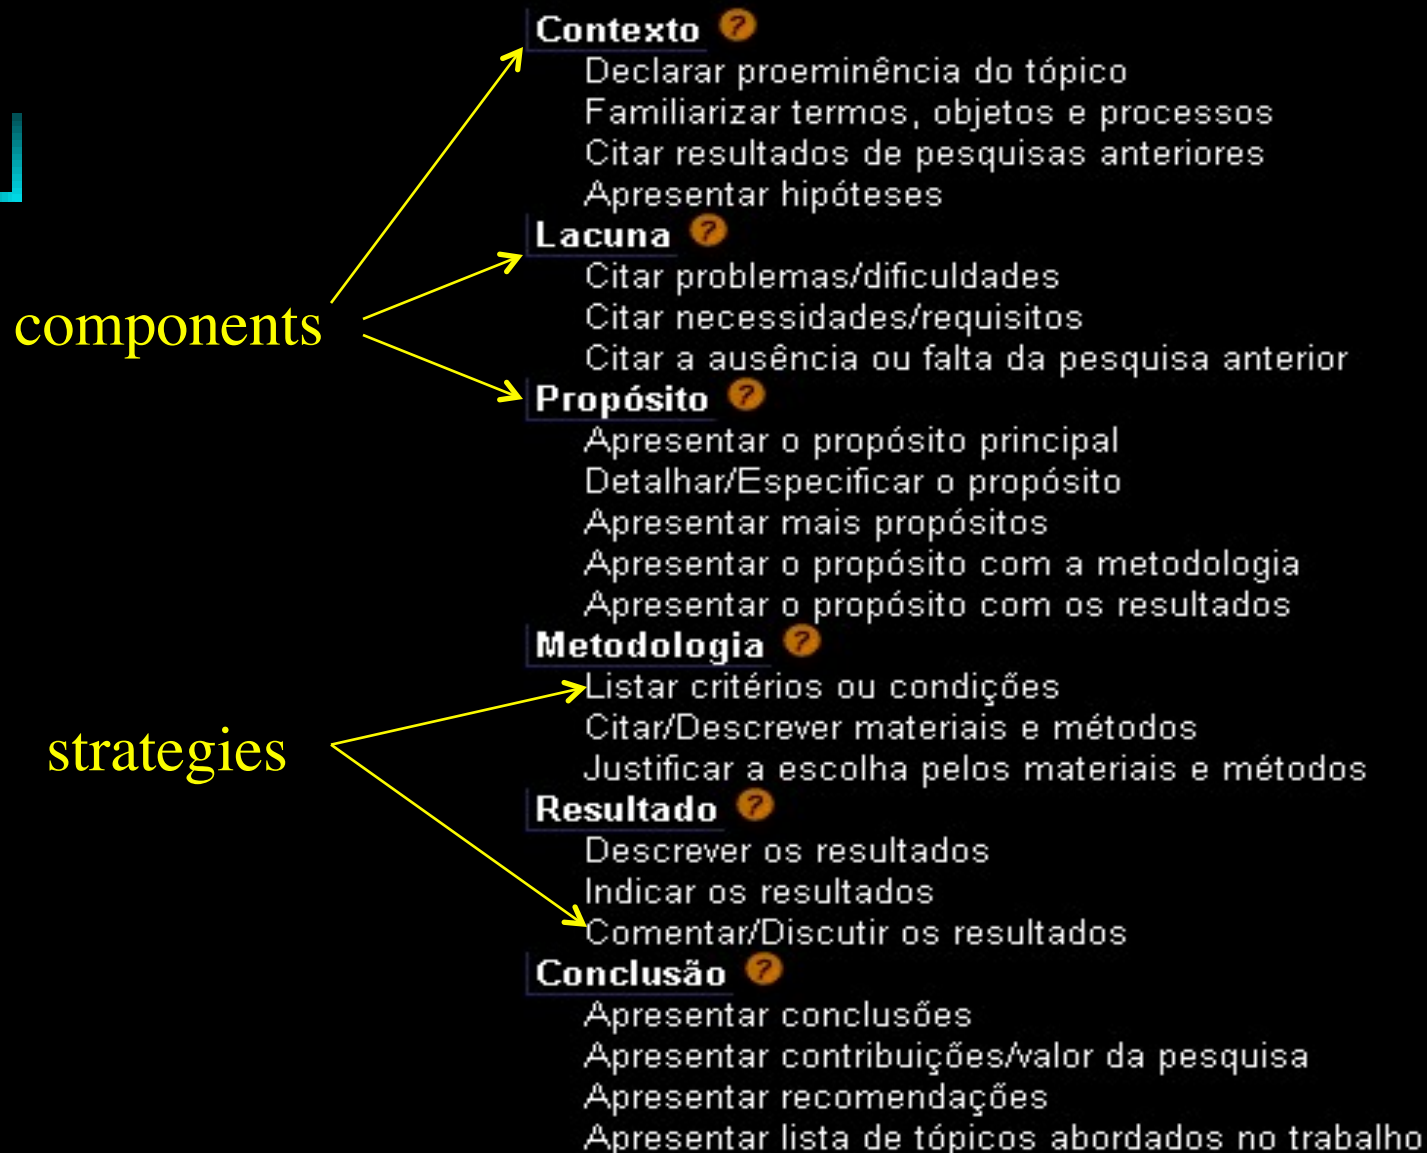 Contexto ?
Declarar proeminência do tópico
Familiarizar termos, objetos e processos
Citar resultados de pesquisas anteriores
Apresentar hipóteses
Lacuna ?
Citar problemas/dificuldades
components
Citar necessidades/requisitos
Citar a ausência ou falta da pesquisa anterior
Propósito ?
Apresentar o propósito principal
Detalhar/Especificar o propósito
Apresentar mais propósitos
Apresentar o propósito com a metodologia
Apresentar o propósito com os resultados
Metodologia ?
Listar critérios ou condições
Citar/Descrever materiais e métodos
strategies
Justificar a escolha pelos materiais e métodos
Resultado ?
Descrever os resultados
Indicar os resultados
Comentar/Discutir os resultados
Conclusão ?
Apresentar conclusões
Apresentar contribuições/valor da pesquisa
Apresentar recomendações
Apresentar lista de tópicos abordados no trabalho